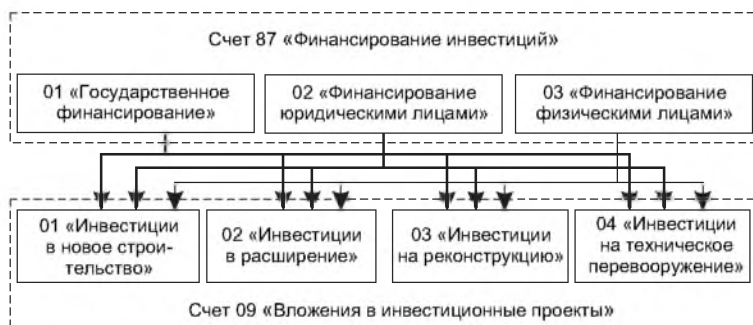 Счет 87 «Финансирование инвестиций»
01 «Государственное
финансирование»
02 «Финансирование
юридическими лицами»
03 «Финансирование
физическими лицами»
01 «Инвестиции
в новое строи-
тельство»
02 «Инвестиции
в расширение»
03 «Инвестиции
на реконструкцию»
04 «Инвестиции
на техническое
перевооружение»
Счет 09 «Вложения в инвестиционные проекты»